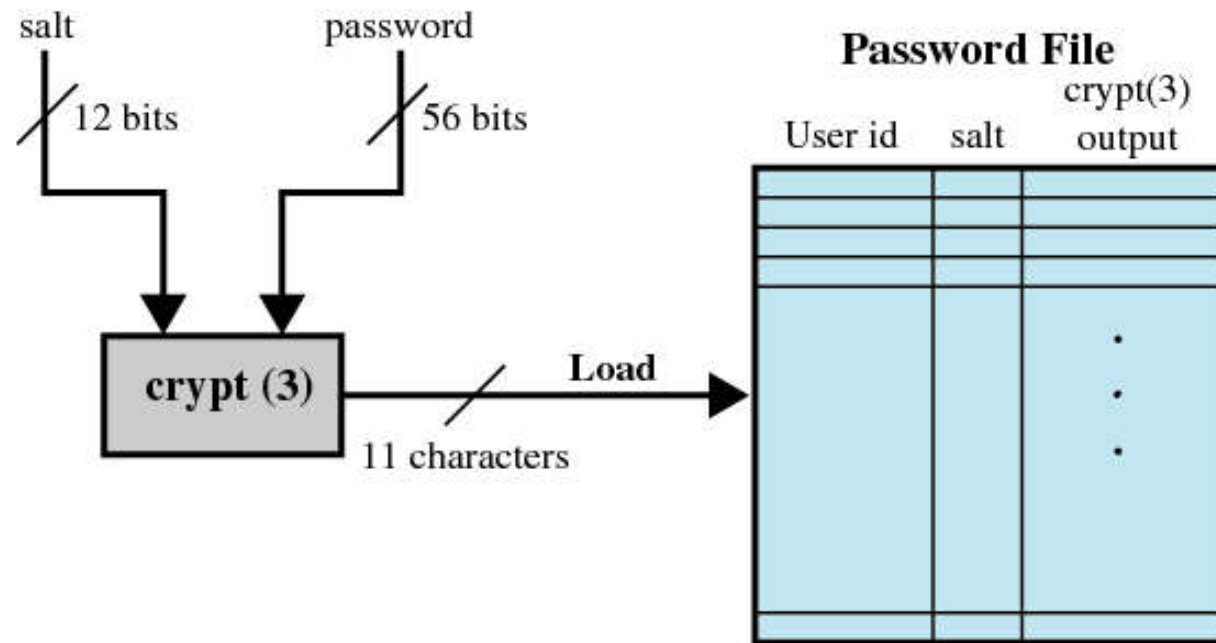 salt
password
12 bits
56 bits
crypt (3)
Load
11 characters
Password File
User id
salt
crypt(3)
output